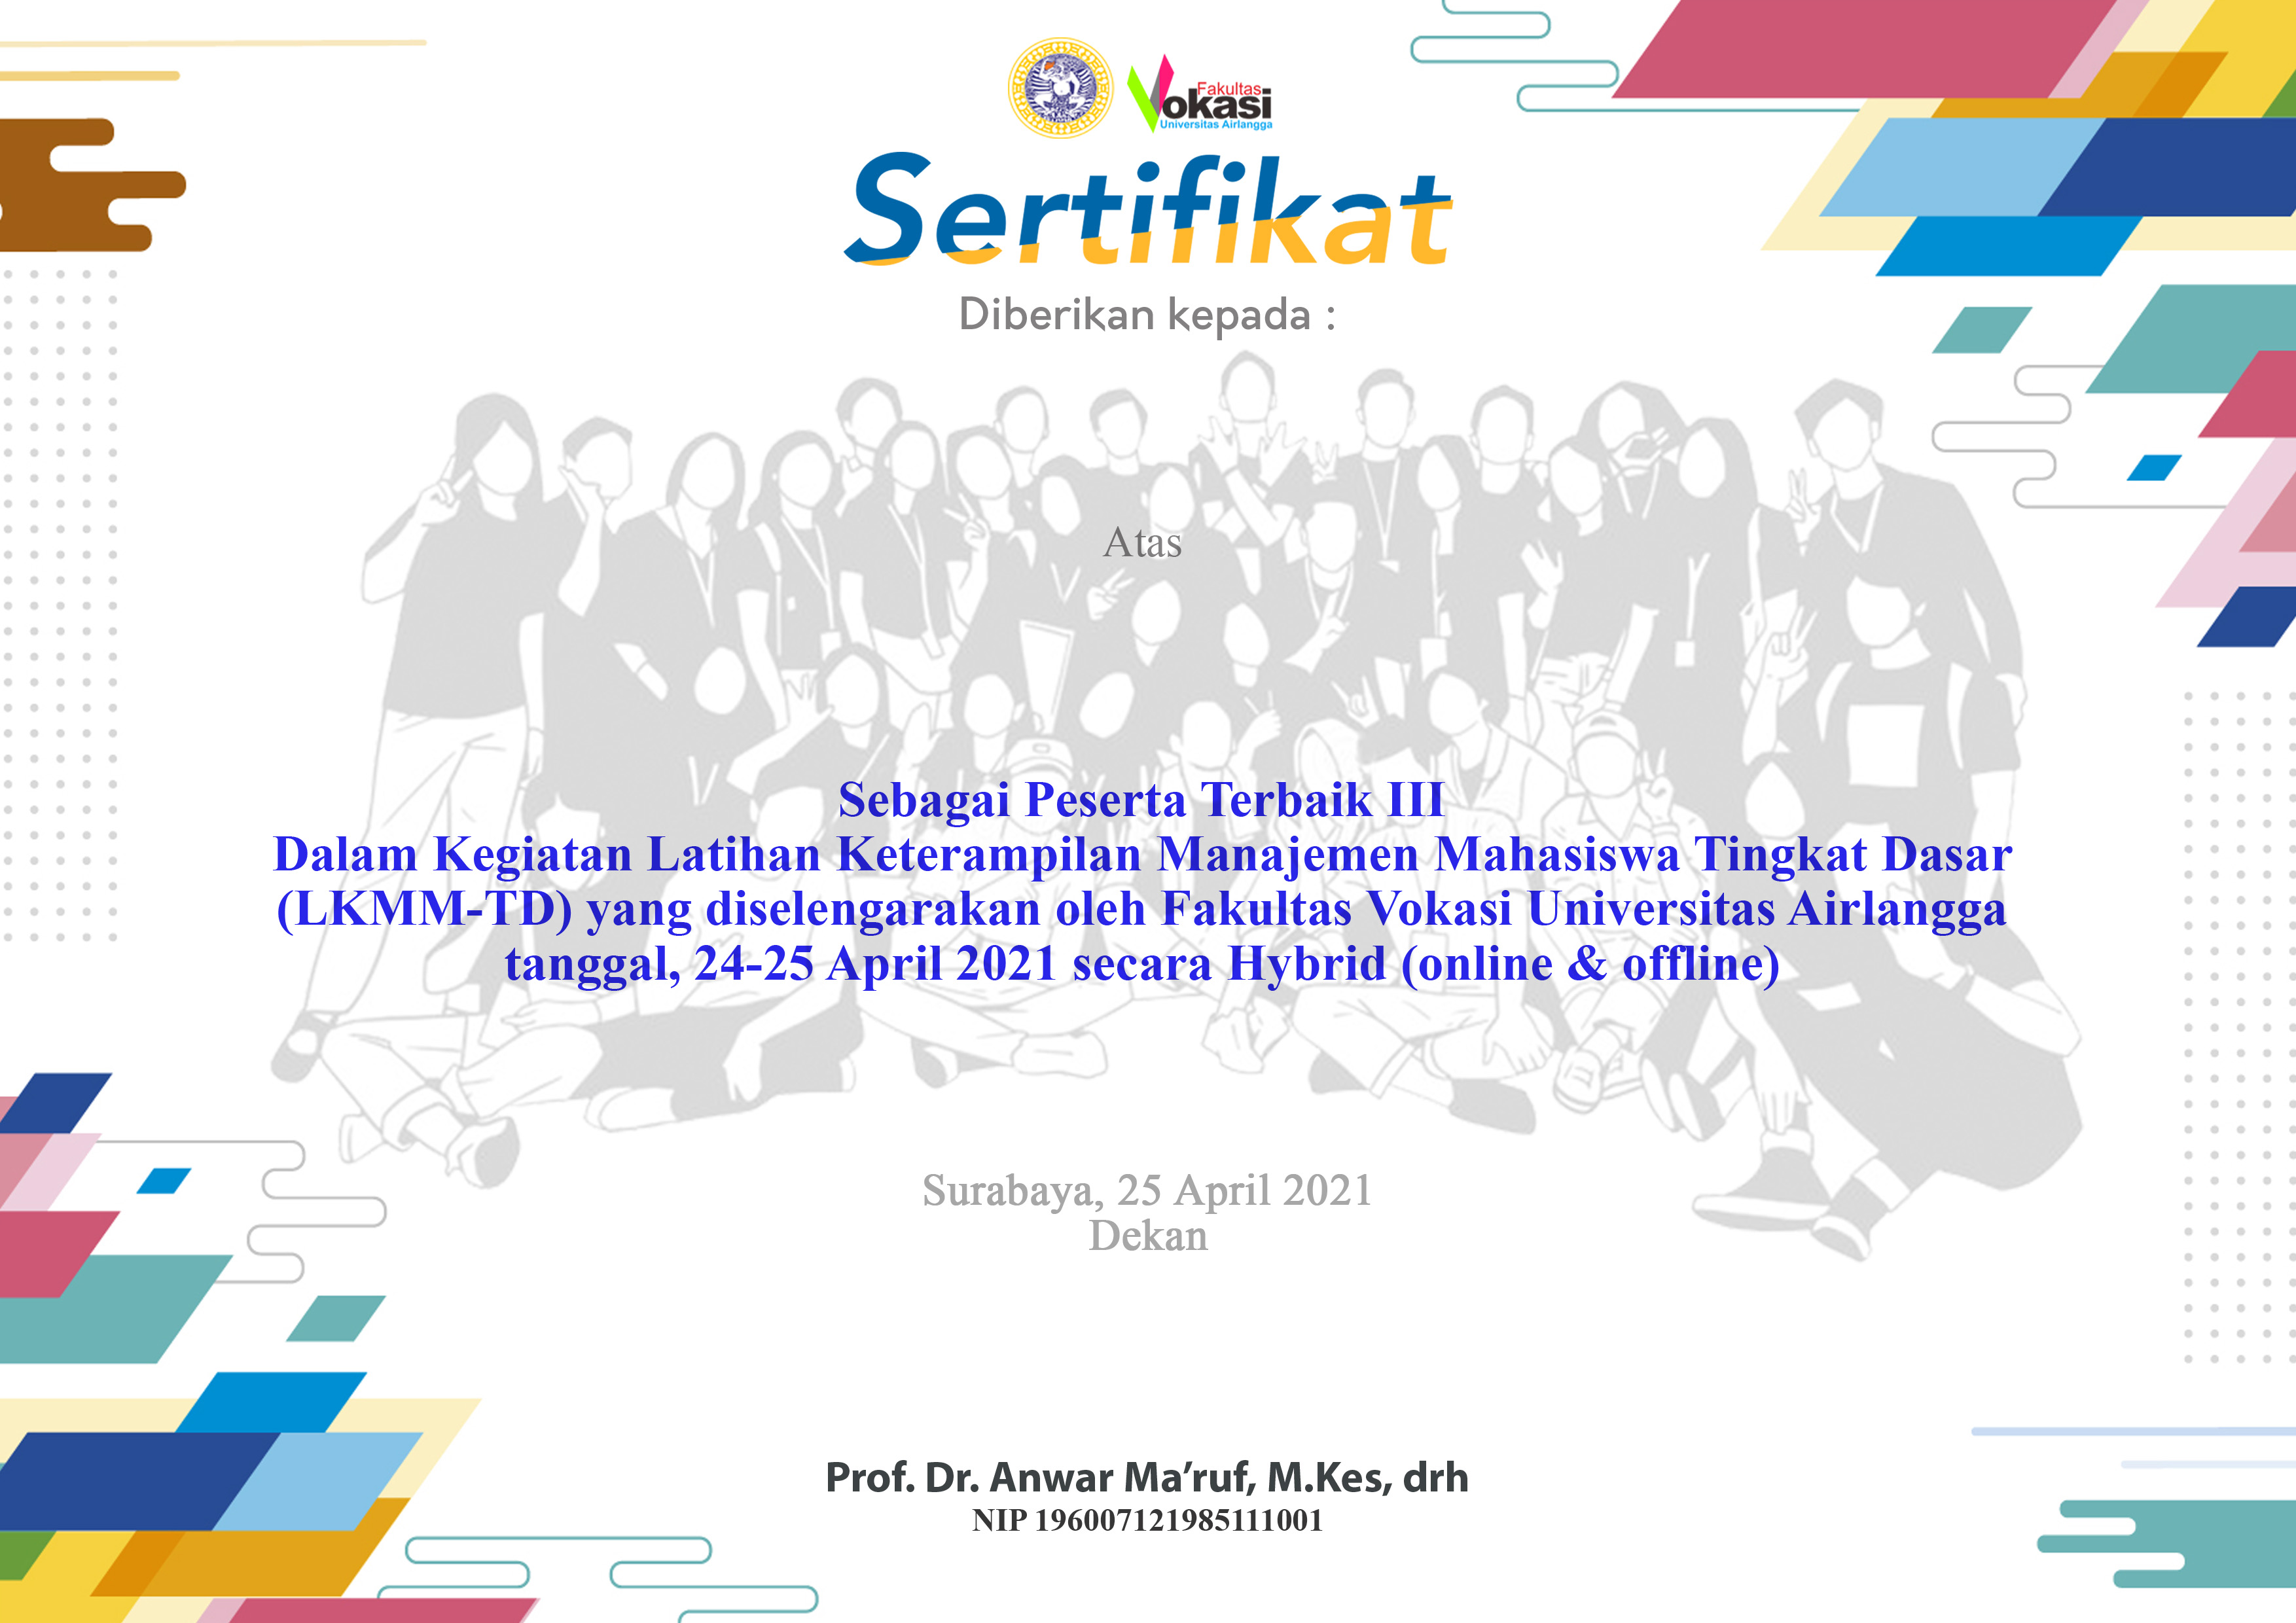 Fakultas
Vokasi
Universitas Airlangga
Sertifikat
Diberikan kepada :
Atas
Sebagai Peserta Terbaik III
Dalam Kegiatan Latihan Keterampilan Manajemen Mahasiswa Tingkat Dasar
(LKMM-TD) yang diselengarakan oleh Fakultas Vokasi Universitas Airlangga
tanggal, 24-25 April 2021 secara Hybrid (online & offline)
Surabaya, 25 April 2021
Dekan
Prof. Dr. Anwar Ma’ruf, M.Kes, drh
NIP 196007121985111001